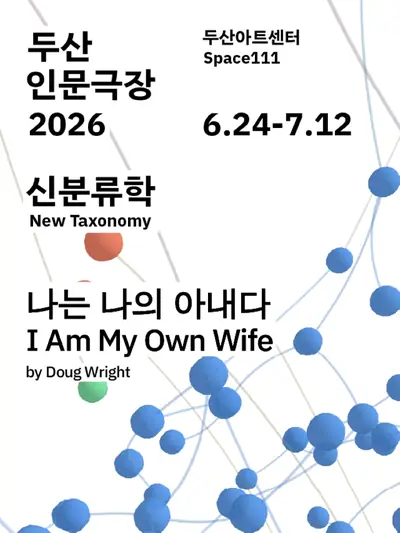 두산
인문극장
2026
두산아트센터
Space111
6.24-7.12
신분류학
New Taxonomy
나는 나의 아내다
I Am My Own Wife
by Doug Wright